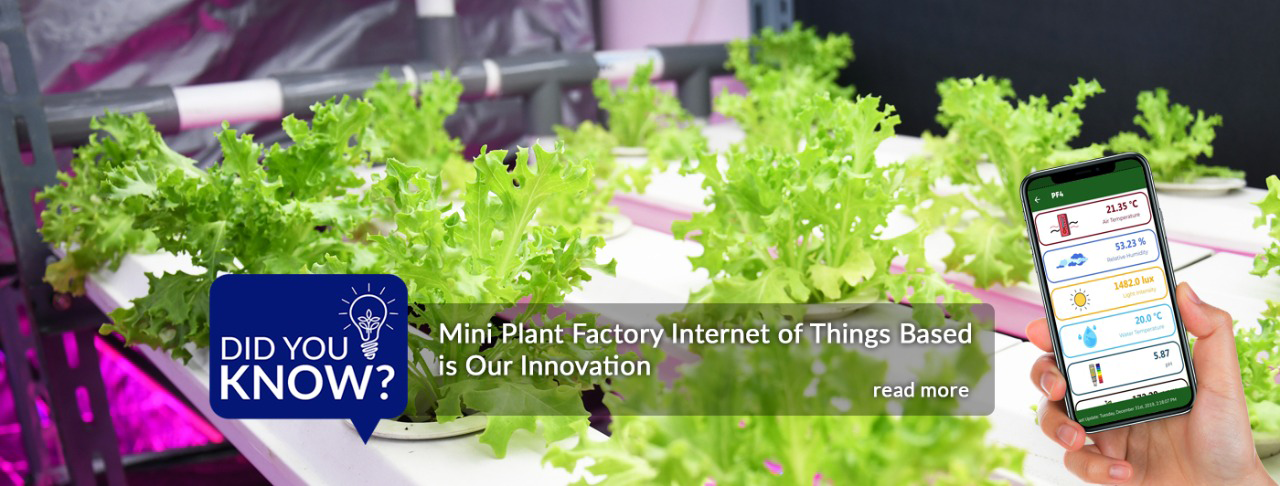 DID YOU
KNOW?
Mini Plant Factory Internet of Things Based
is Our Innovation
read more
PF4
21.35 °C
Air Temperature
53.23 %
Relative Humidity
1482.0 lux
Light Intensity
20.0 °C
Water Temperature
5.87
pH